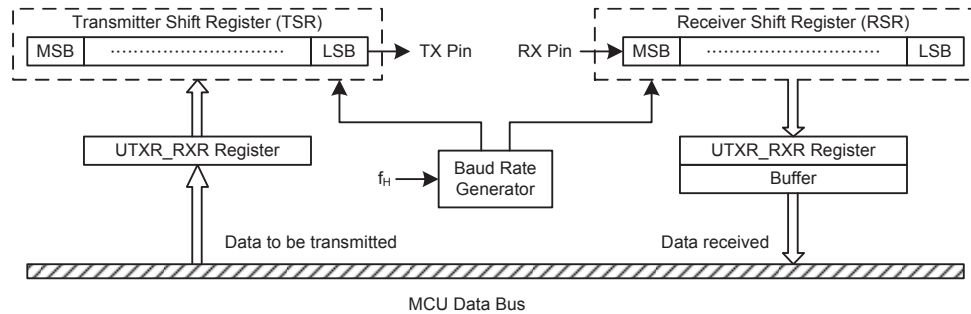 Transmitter Shift Register (TSR)
MSB
LSB
TX Pin
RX Pin
Receiver Shift Register (RSR)
MSB
LSB
UTXR_RXR Register
fH
Baud Rate
Generator
UTXR_RXR Register
Buffer
Data to be transmitted
Data received
MCU Data Bus